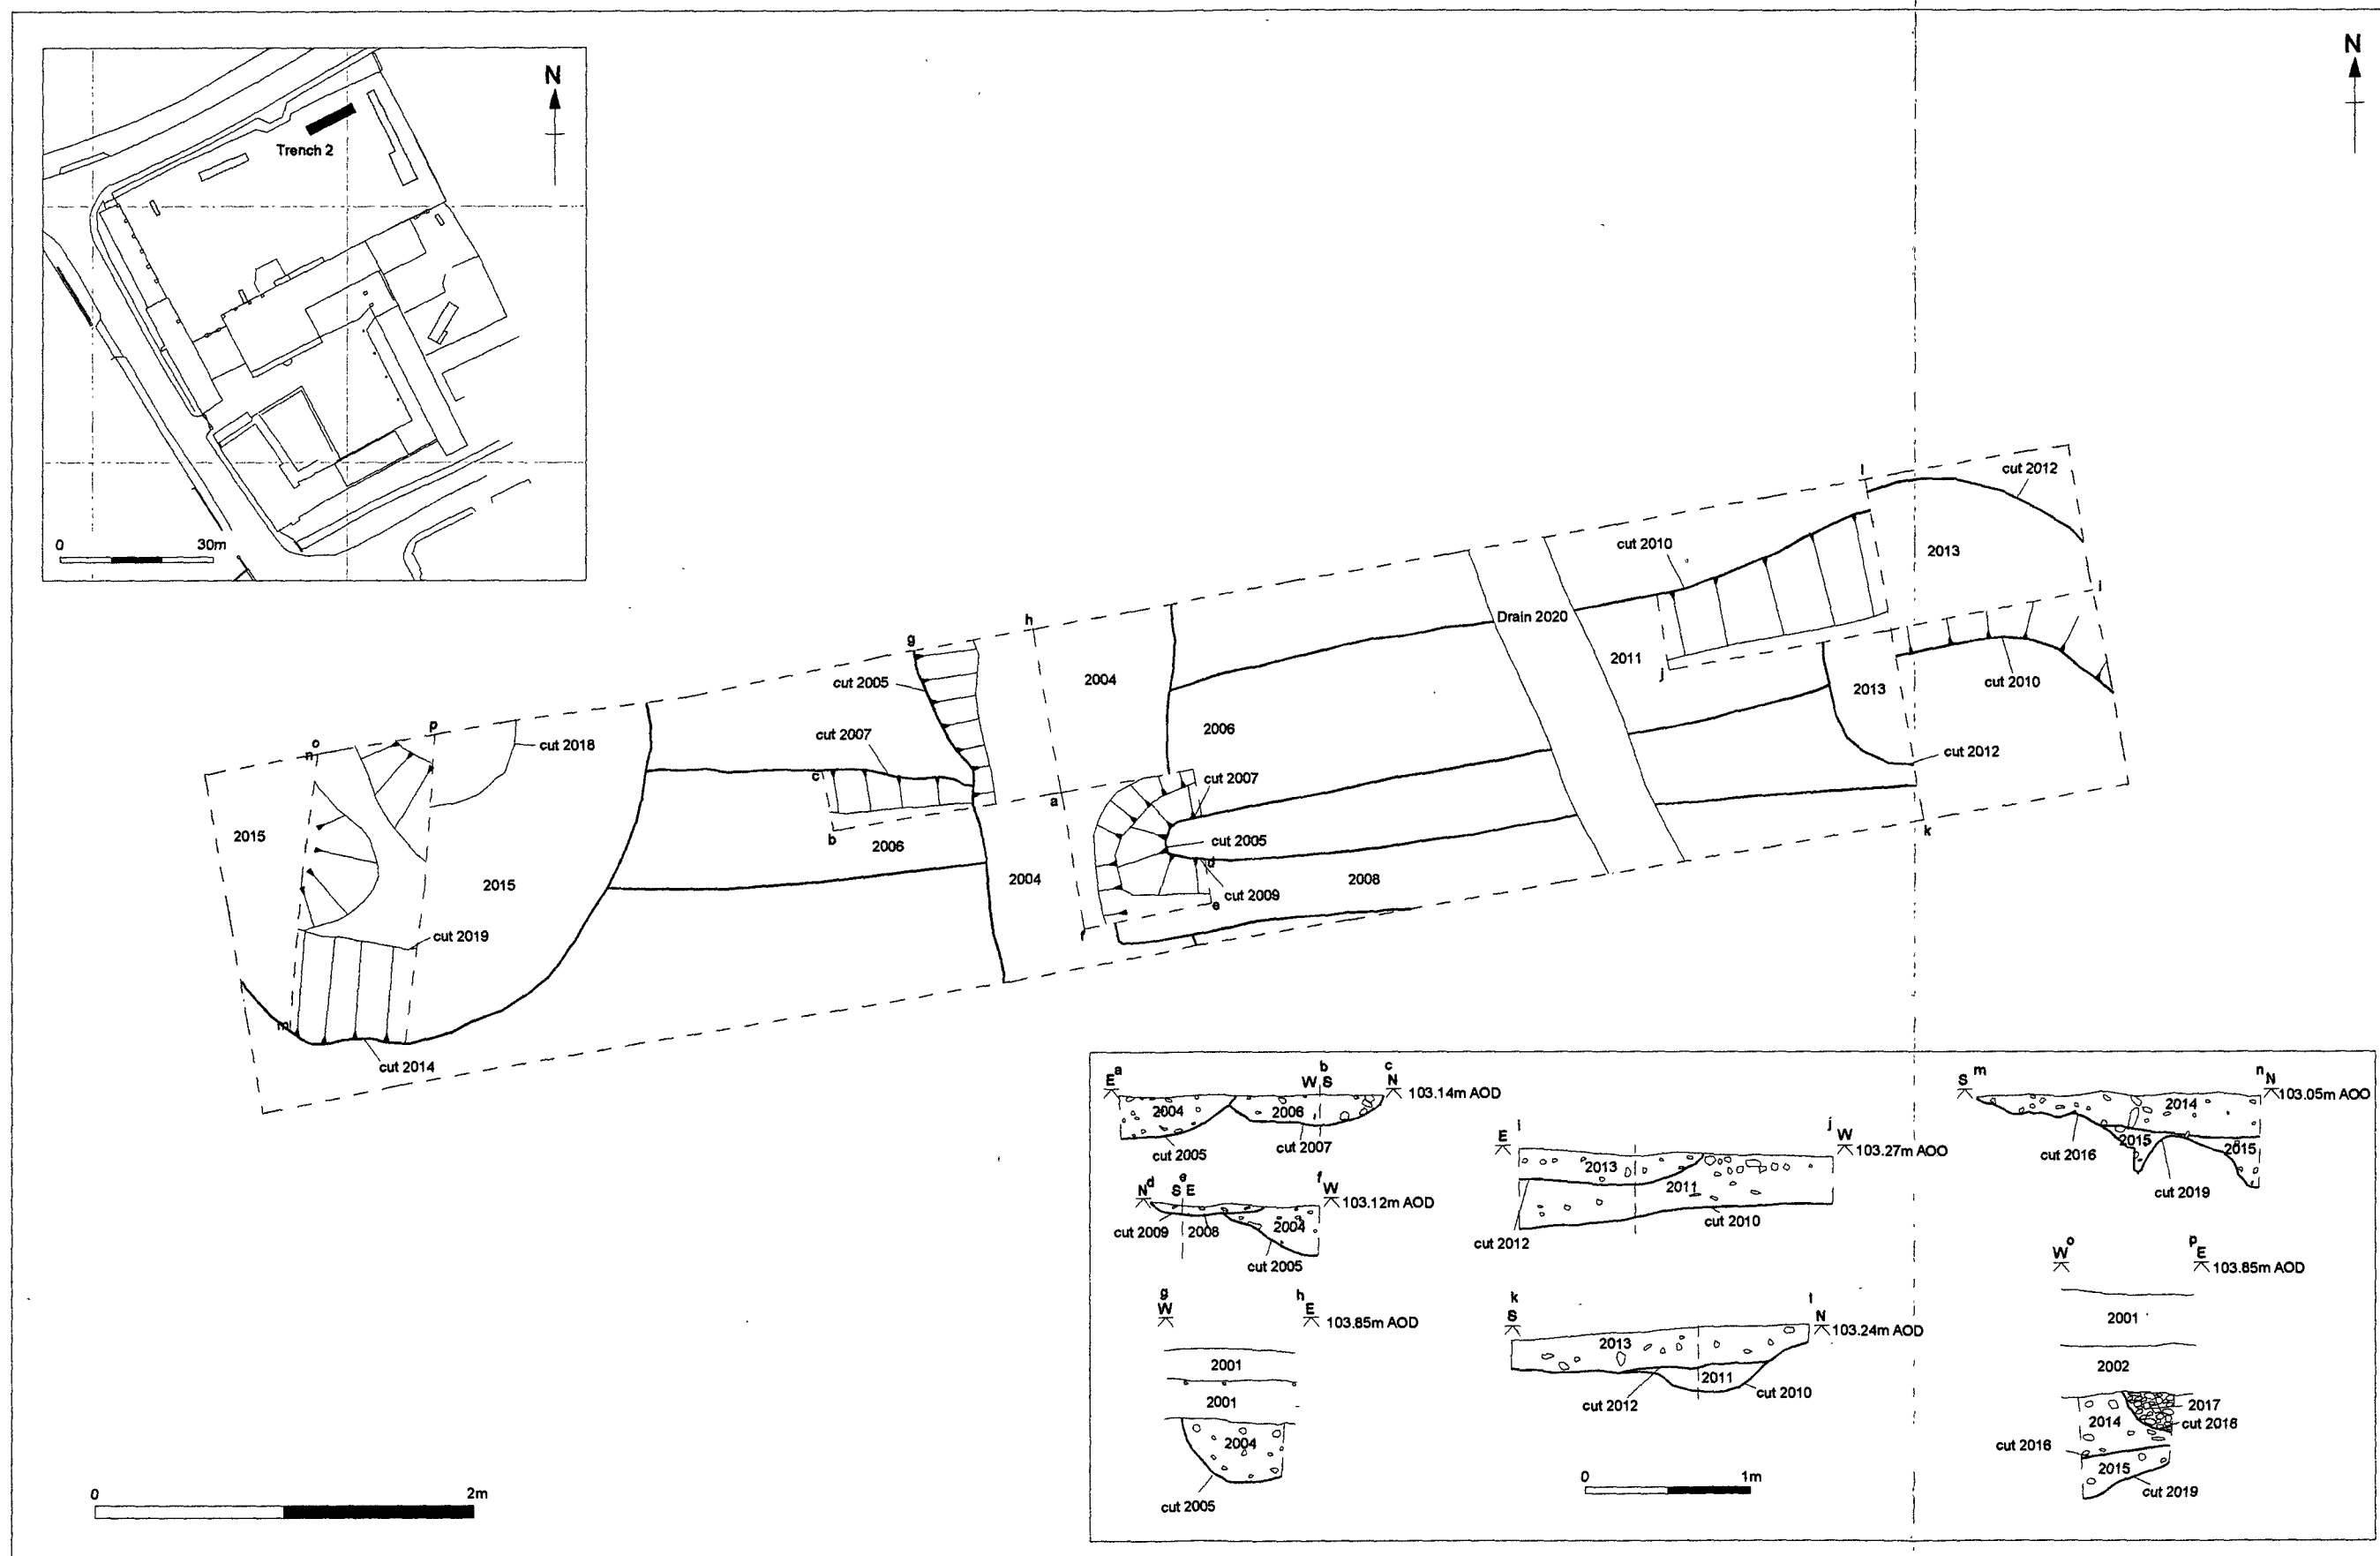 N
Trench 2
0 30m
N
cut 2012
l
cut 2010
2013
l
Drain 2020
2011
j
2013
cut 2010
cut 2012
k
h
g
2004
cut 2005
p
cut 2007
2006
o
n
cut 2018
c
cut 2007
a
b
2006
cut 2005
2015
d
2015
2004
cut 2009
2008
e
f
cut 2019
m
cut 2014
0 2m
a b c
E W S N 103.14m AOD
2004 2006
cut 2005 cut 2007
d e f
N S E W 103.12m AOD
cut 2009 2008 2004
cut 2005
g h
W E 103.85m AOD
2001
2001
2004
cut 2005
i j
E W 103.27m AOO
2013
2011
cut 2010
cut 2012
k l
S N 103.24m AOD
2013
2011
cut 2010
cut 2012
0 1m
m n
S N 103.05m AOO
2014
2015 2015
cut 2016
cut 2019
o p
W E 103.85m AOD
2001
2002
2017
2014 cut 2016
cut 2016
2015
cut 2019